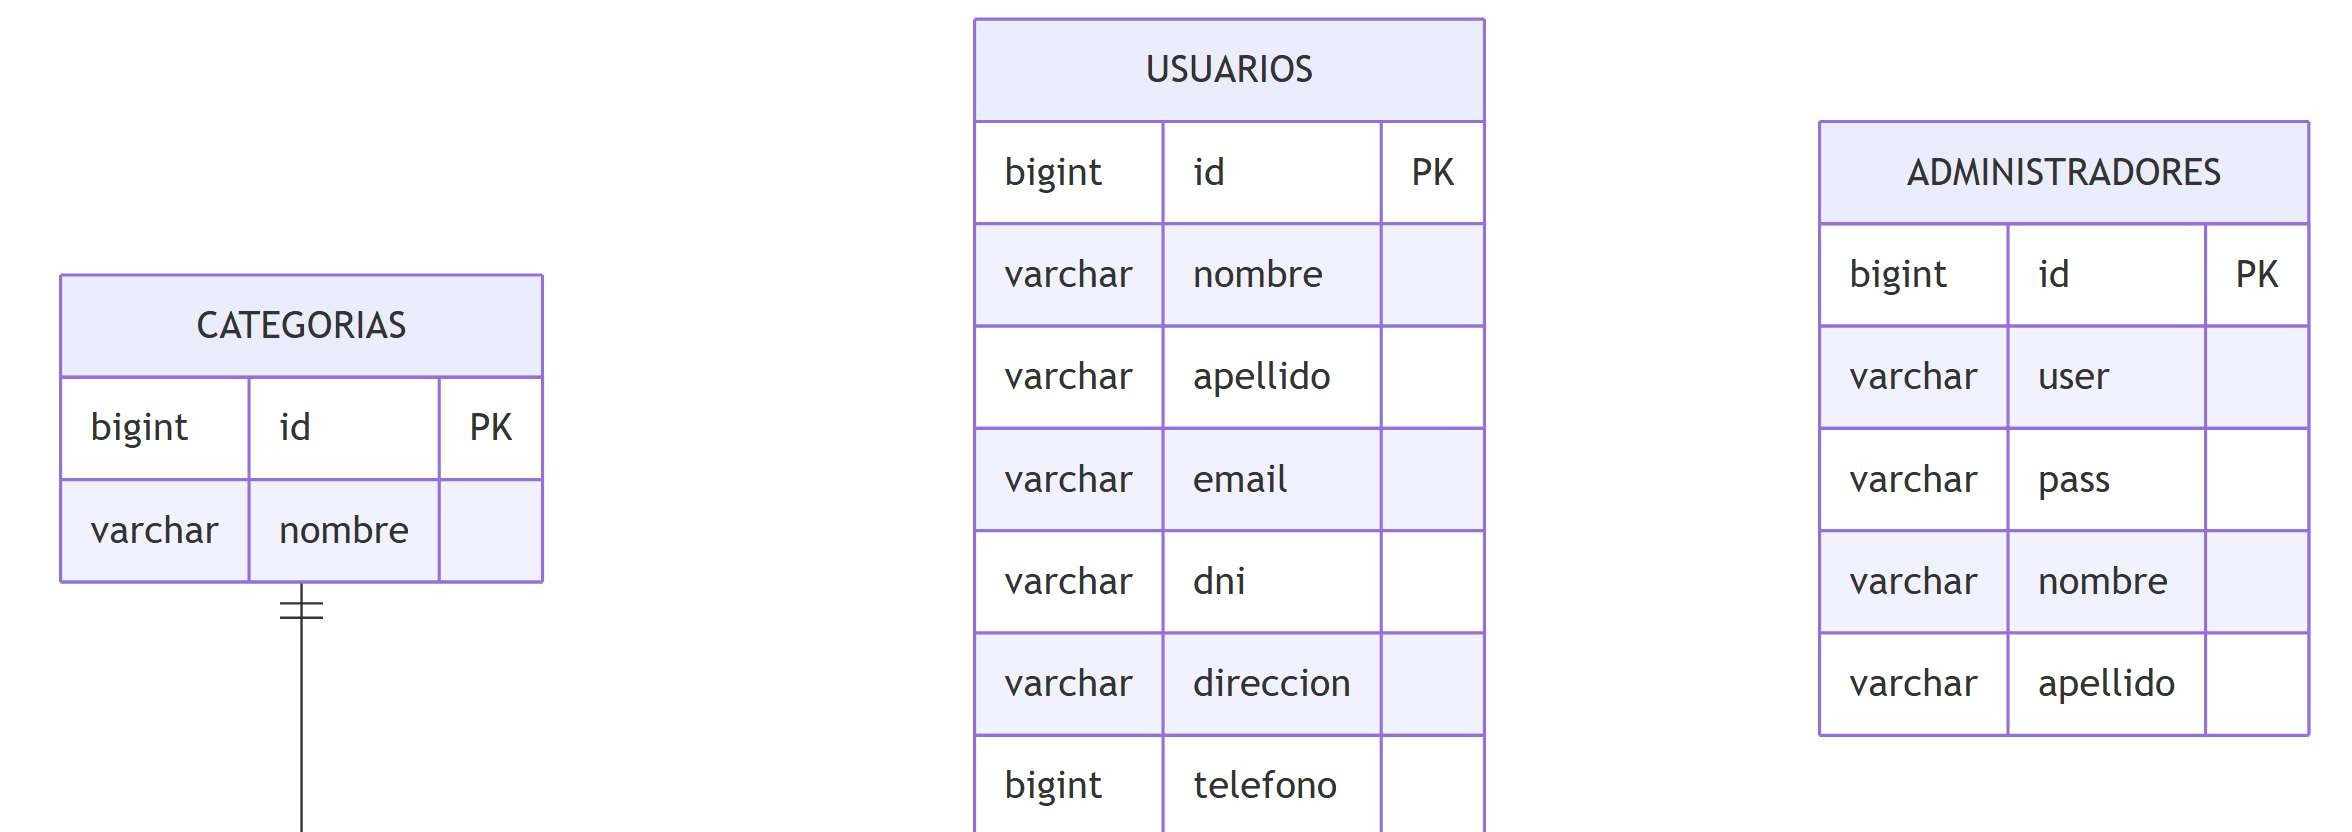 CATEGORIAS
bigint id PK
varchar nombre
USUARIOS
bigint id PK
varchar nombre
varchar apellido
varchar email
varchar dni
varchar direccion
bigint telefono
ADMINISTRADORES
bigint id PK
varchar user
varchar pass
varchar nombre
varchar apellido